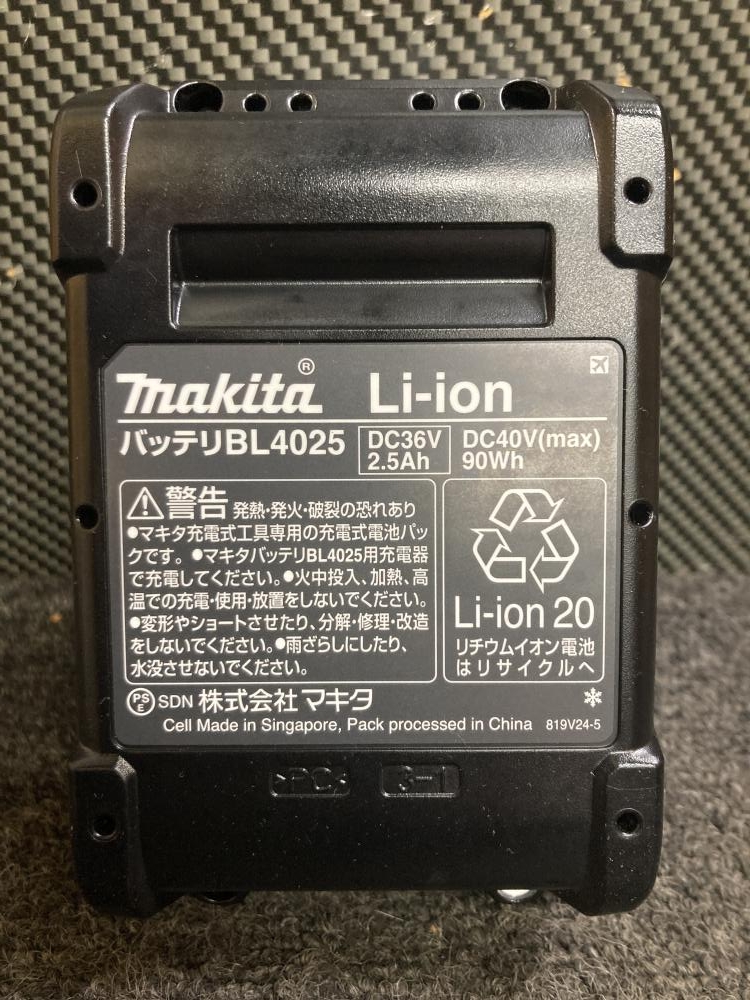 makita® Li-ion
バッテリBL4025 DC36V 2.5Ah DC40V(max) 90Wh
警告 発熱・発火・破裂の恐れあり
●マキタ充電式工具専用の充電式電池パッ
クです。●マキタバッテリBL4025用充電器
で充電してください。●火中投入、加熱、高
温での充電・使用・放置をしないでください。
●変形やショートさせたり、分解・修理・改造
をしないでください。●雨ざらしにしたり、
水没させないでください。
Li-ion 20
リチウムイオン電池
はリサイクルへ
PSE SDN 株式会社 マキタ
Cell Made in Singapore, Pack processed in China 819V24-5
>PC< 3-1